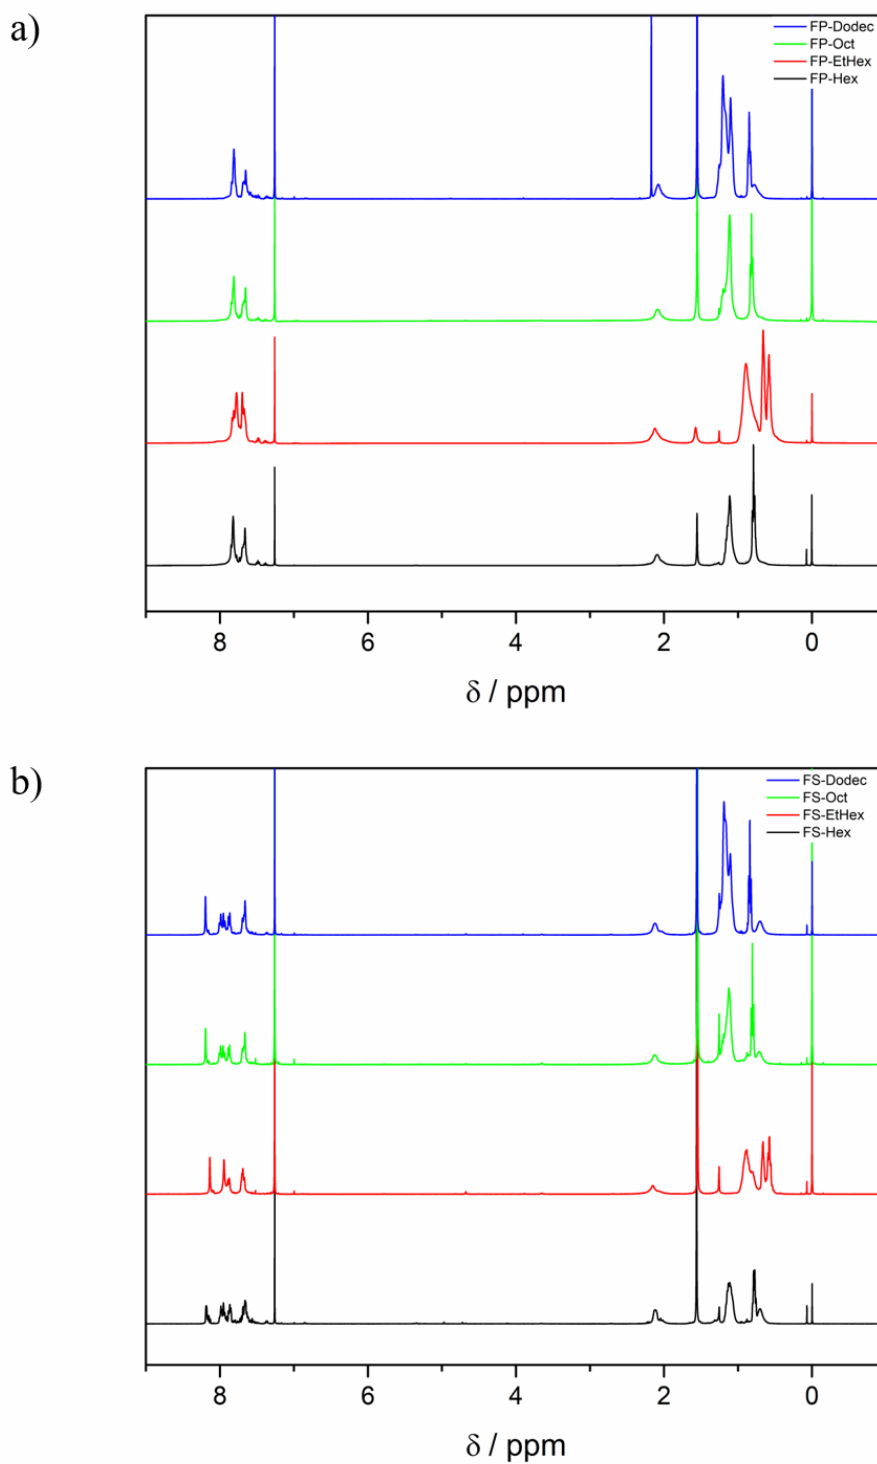 a)
FP-Dodec
FP-Oct
FP-EtHex
FP-Hex
8 6 4 2 0
δ / ppm
b)
FS-Dodec
FS-Oct
FS-EtHex
FS-Hex
8 6 4 2 0
δ / ppm